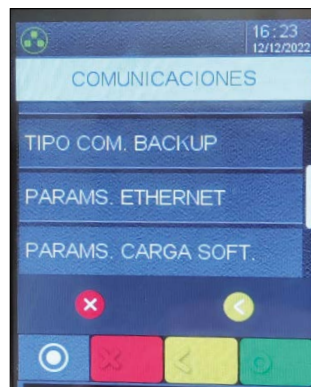 16:23
12/12/2022
COMUNICACIONES
TIPO COM. BACKUP
PARAMS. ETHERNET
PARAMS. CARGA SOFT.